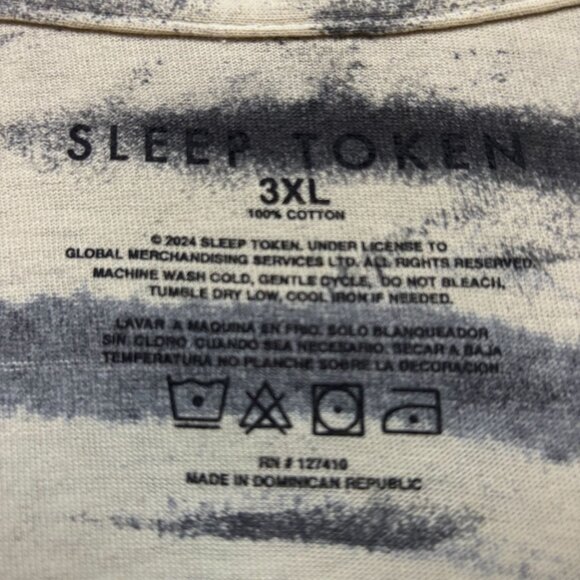 SLEEP TOKEN
3XL
100% COTTON
© 2024 SLEEP TOKEN. UNDER LICENSE TO
GLOBAL MERCHANDISING SERVICES LTD. ALL RIGHTS RESERVED.
MACHINE WASH COLD, GENTLE CYCLE, DO NOT BLEACH,
TUMBLE DRY LOW, COOL IRON IF NEEDED.
LAVAR A MAQUINA EN FRIO. SOLO BLANQUEADOR
SIN CLORO, CUANDO SEA NECESARIO. SECAR A BAJA
TEMPERATURA NO PLANCHE SOBRE LA DECORACION.
RN # 127410
MADE IN DOMINICAN REPUBLIC